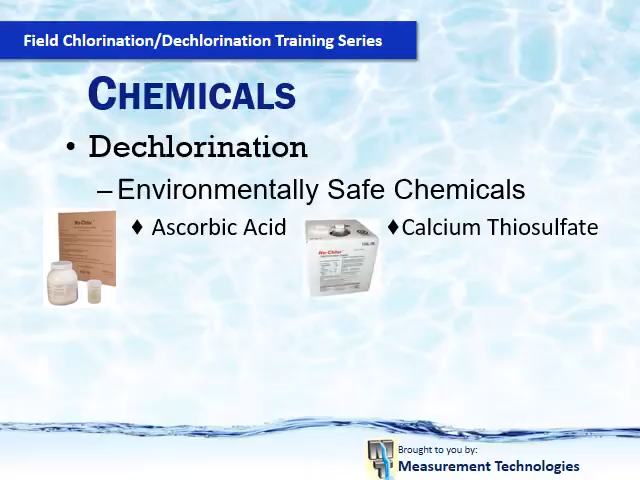 Field Chlorination/Dechlorination Training Series
CHEMICALS
• Dechlorination
– Environmentally Safe Chemicals
♦ Ascorbic Acid ♦Calcium Thiosulfate
Brought to you by:
Measurement Technologies